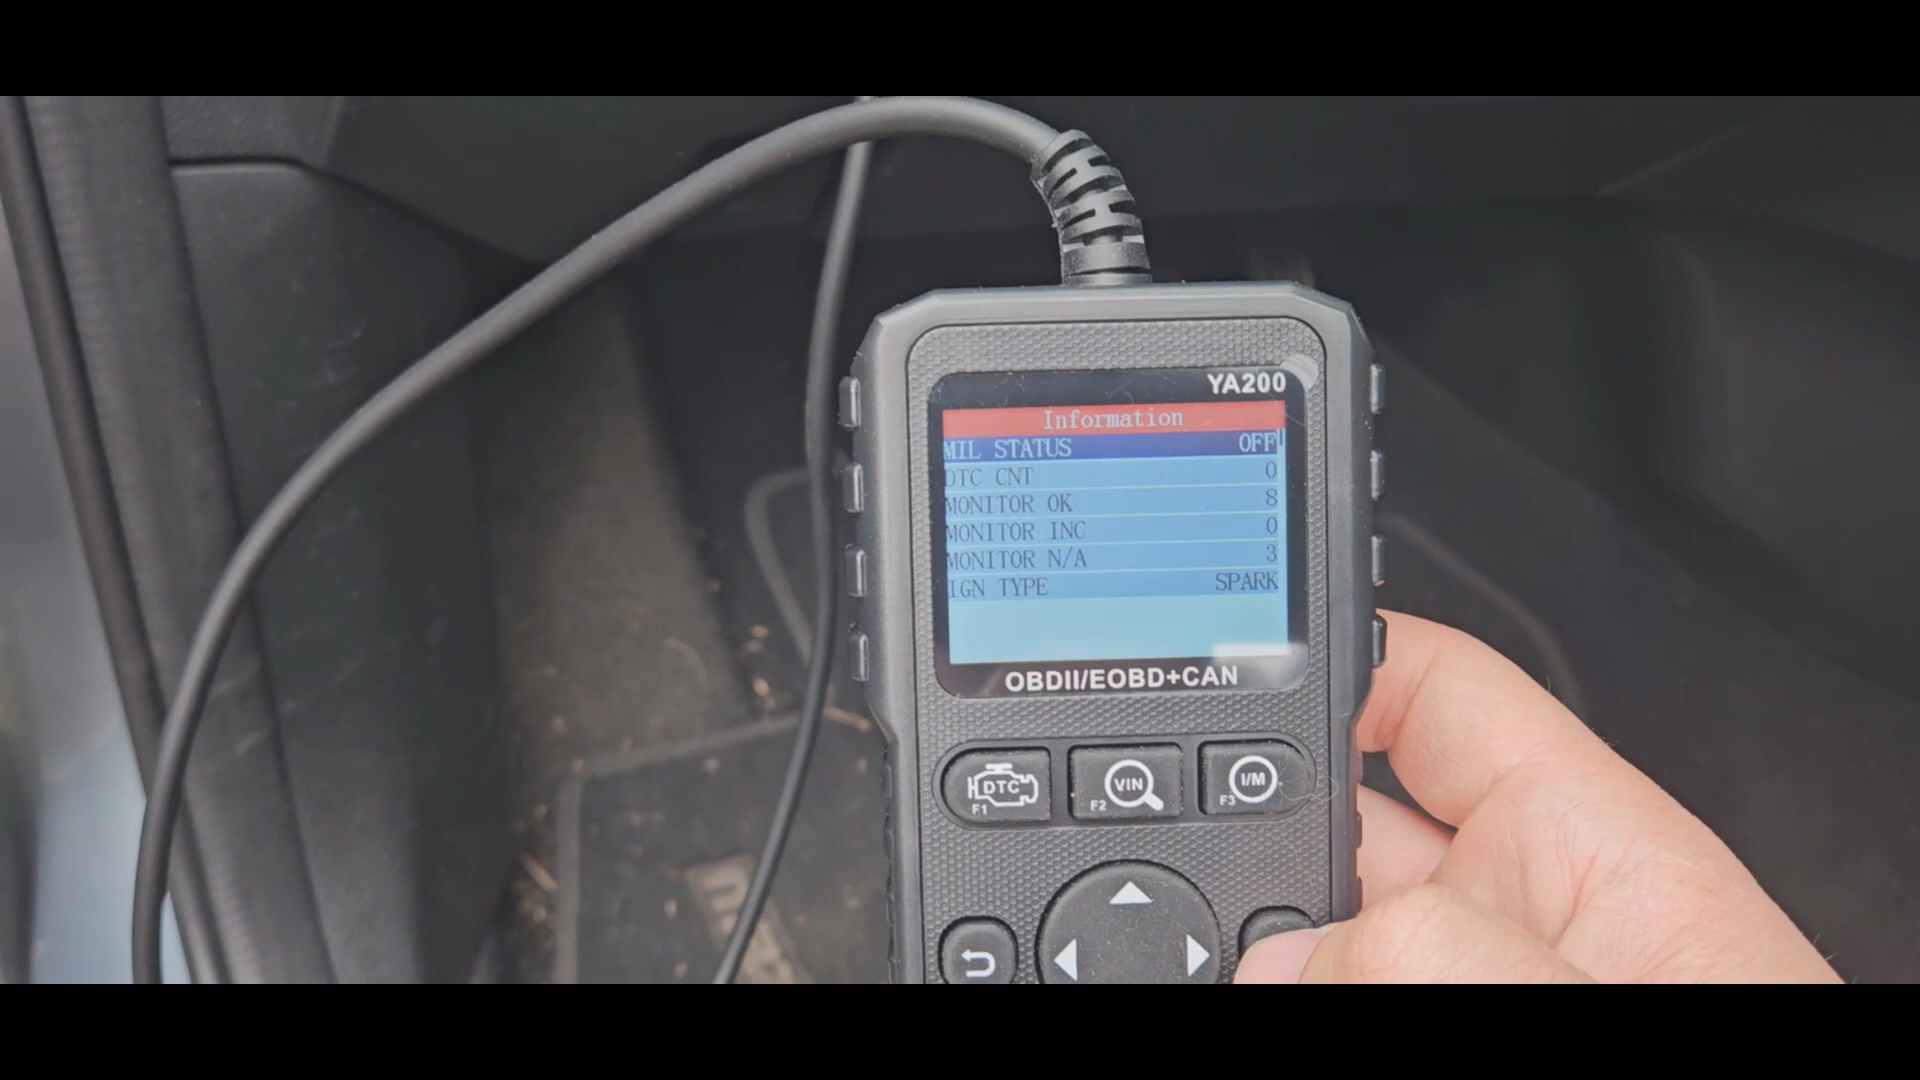 YA200
Information
MIL STATUS OFF
DTC CNT 0
MONITOR OK 8
MONITOR INC 0
MONITOR N/A 3
IGN TYPE SPARK
OBDII/EOBD+CAN
DTC VIN I/M
F1 F2 F3